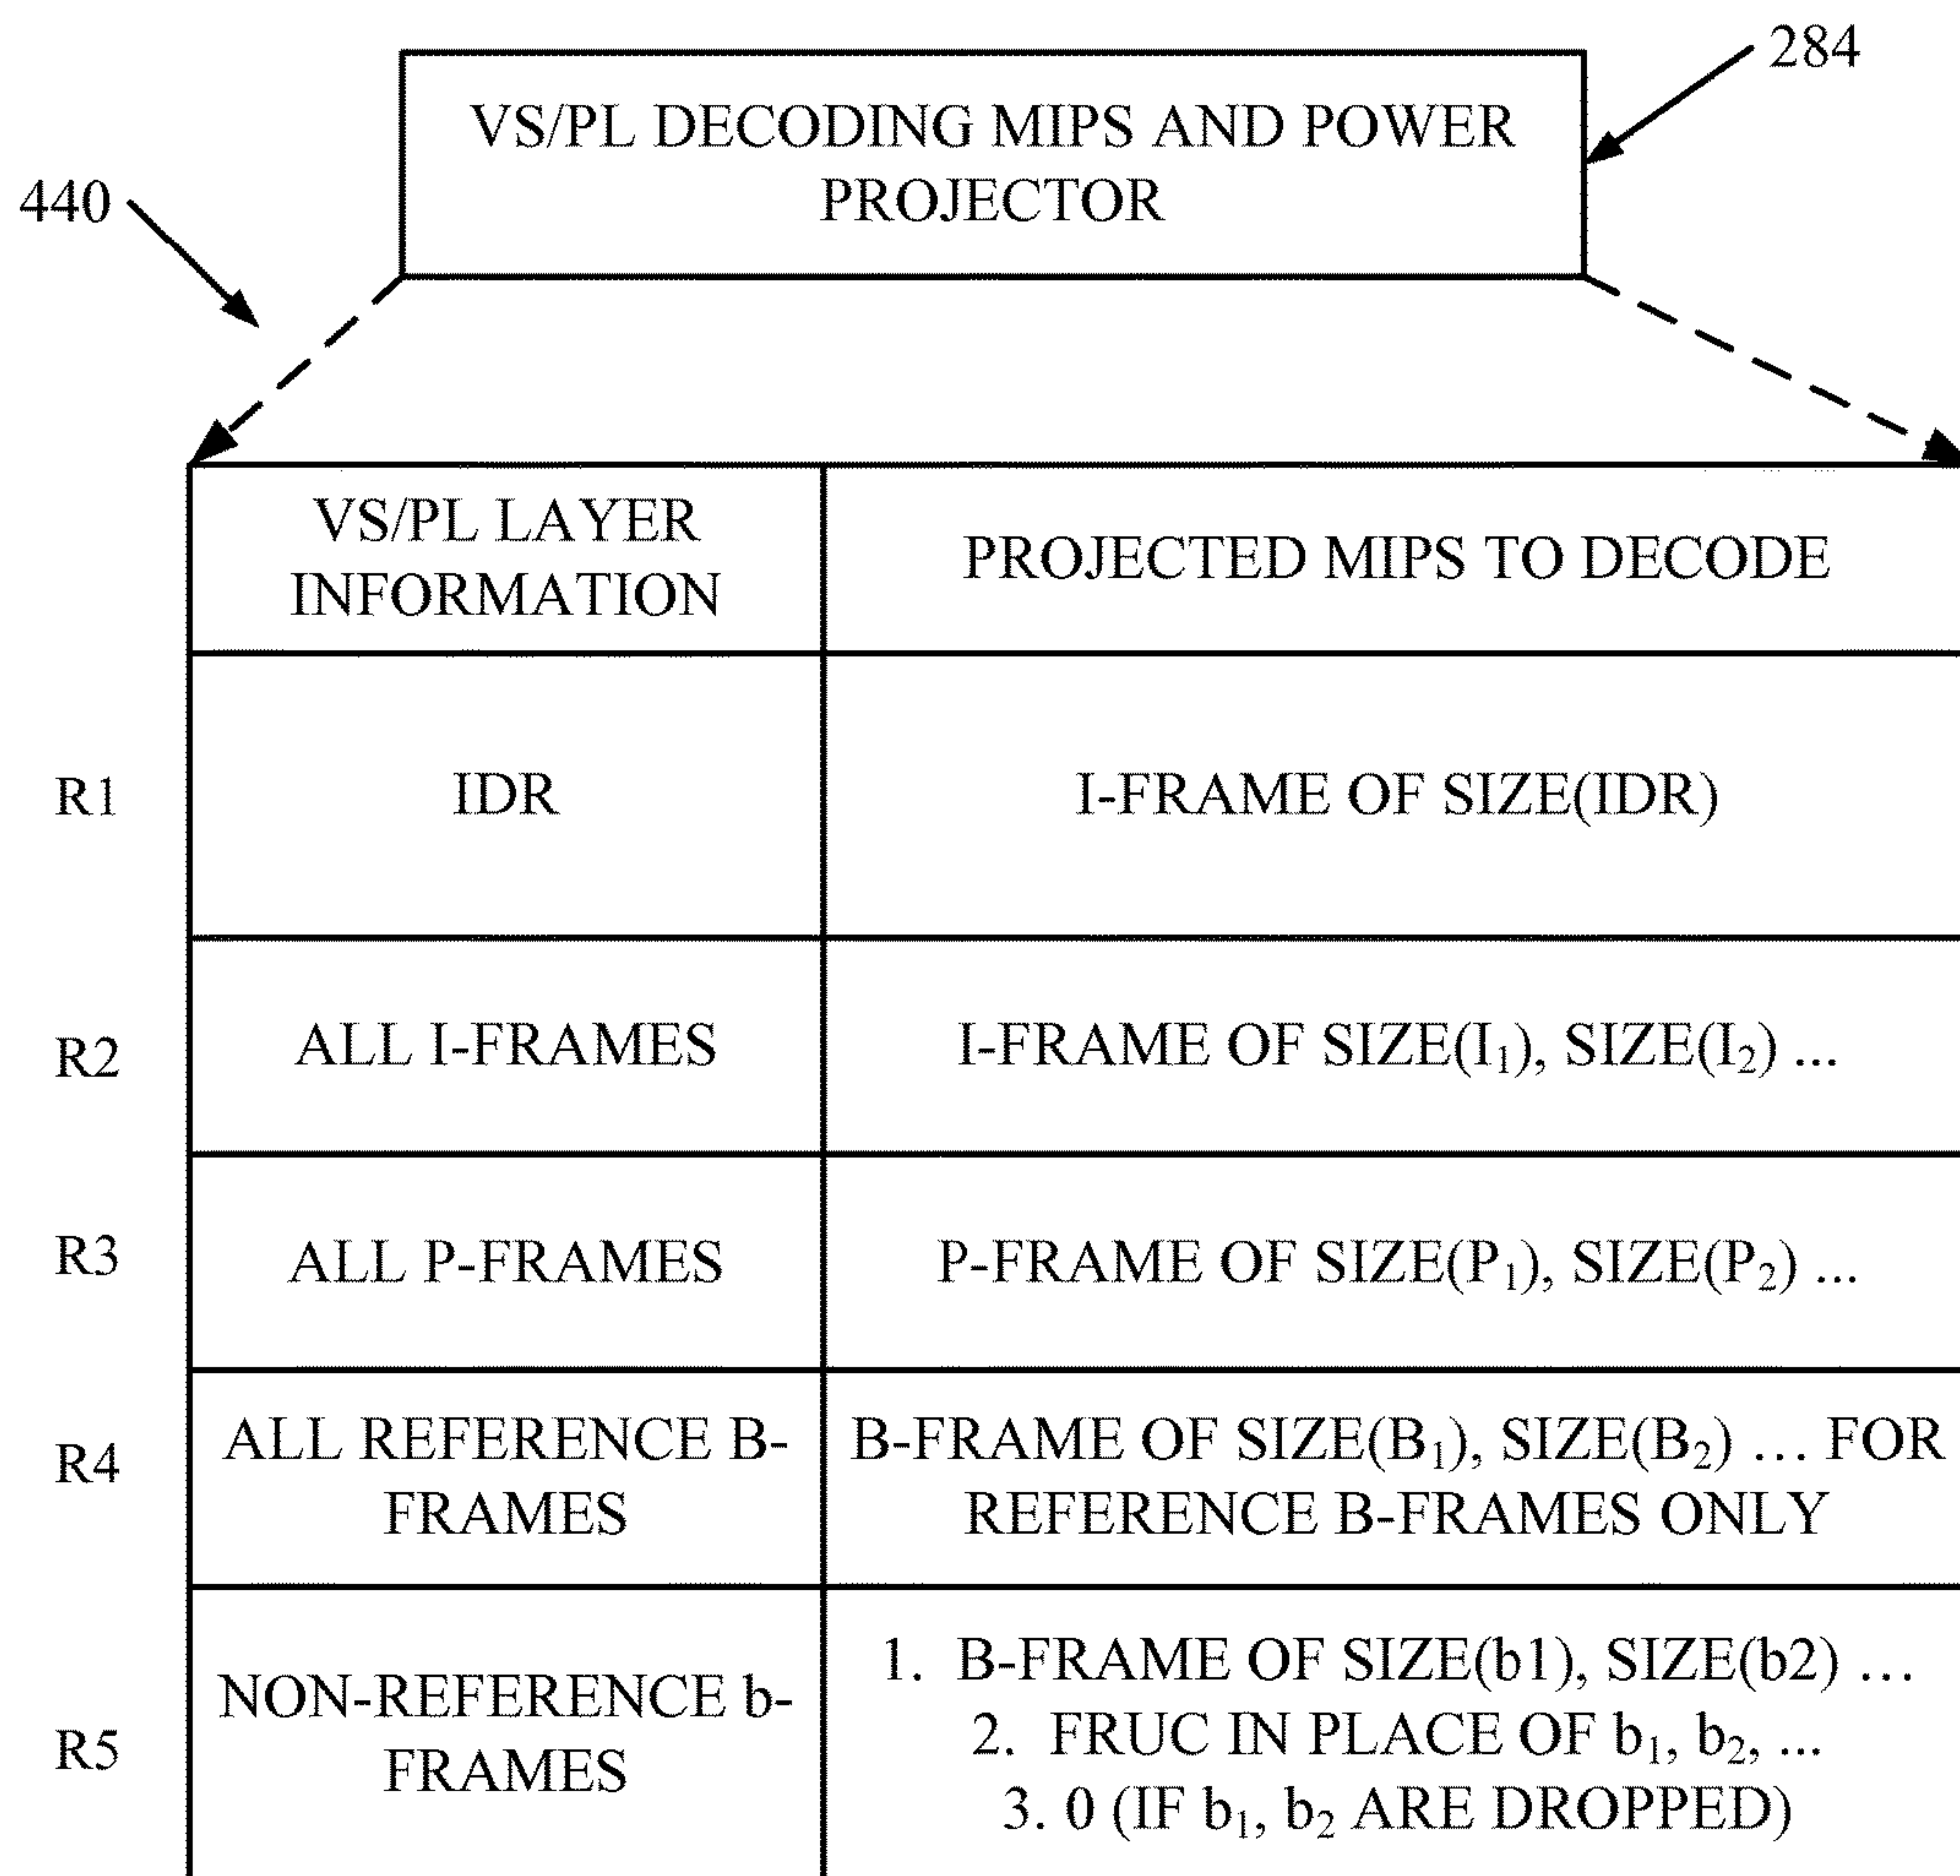 284
VS/PL DECODING MIPS AND POWER
PROJECTOR
440
VS/PL LAYER
INFORMATION
PROJECTED MIPS TO DECODE
R1
IDR
I-FRAME OF SIZE(IDR)
R2
ALL I-FRAMES
I-FRAME OF SIZE(I₁), SIZE(I₂) ...
R3
ALL P-FRAMES
P-FRAME OF SIZE(P₁), SIZE(P₂) ...
R4
ALL REFERENCE B-
FRAMES
B-FRAME OF SIZE(B₁), SIZE(B₂) ... FOR
REFERENCE B-FRAMES ONLY
R5
NON-REFERENCE b-
FRAMES
1. B-FRAME OF SIZE(b1), SIZE(b2) ...
2. FRUC IN PLACE OF b₁, b₂, ...
3. 0 (IF b₁, b₂ ARE DROPPED)